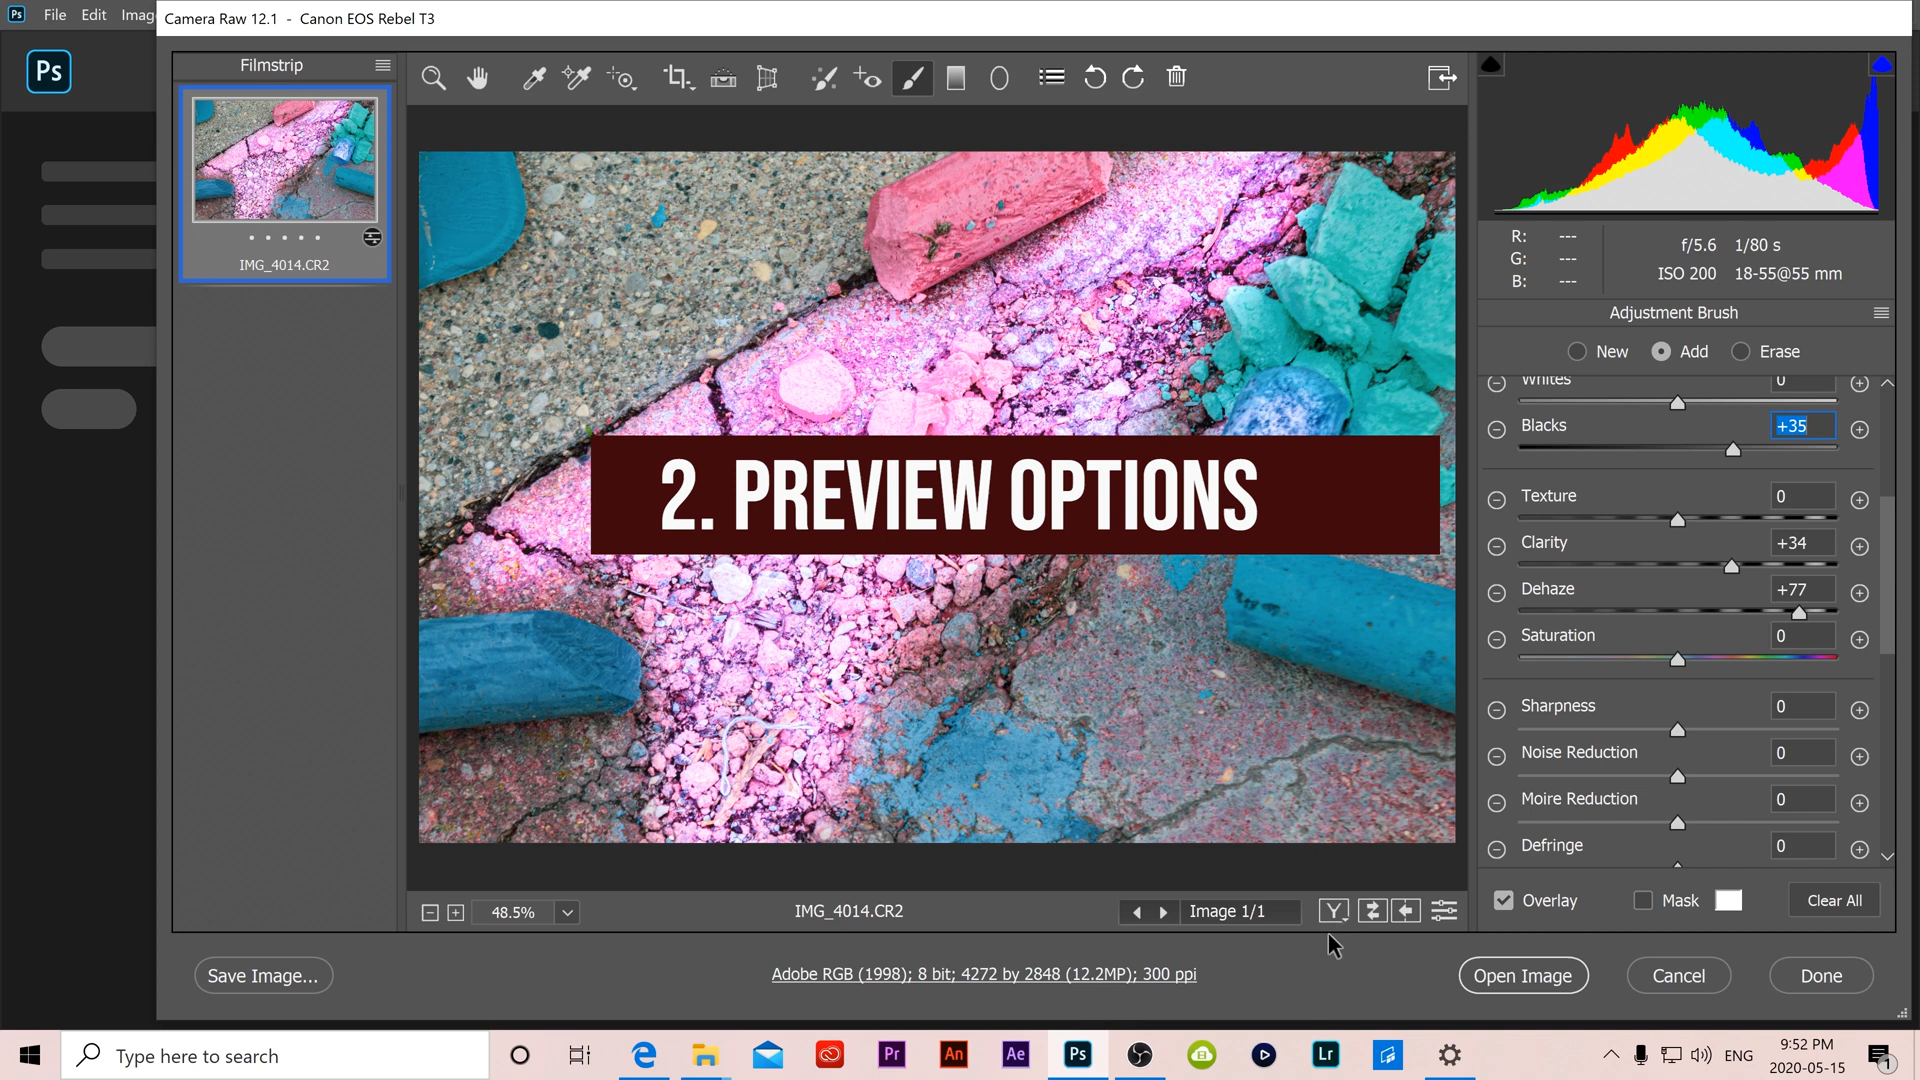 Ps File Edit Imag
Camera Raw 12.1 - Canon EOS Rebel T3
Ps
Filmstrip
IMG_4014.CR2
R: ---
G: ---
B: ---
f/5.6 1/80 s
ISO 200 18-55@55 mm
Adjustment Brush
New Add Erase
Whites 0
Blacks +35
Texture 0
Clarity +34
Dehaze +77
Saturation 0
Sharpness 0
Noise Reduction 0
Moire Reduction 0
Defringe 0
Overlay Mask Clear All
2. PREVIEW OPTIONS
48.5% IMG_4014.CR2 Image 1/1 Y
Save Image... Adobe RGB (1998); 8 bit; 4272 by 2848 (12.2MP); 300 ppi Open Image Cancel Done
Type here to search
Pr An Ae Ps Lr
ENG
9:52 PM
2020-05-15
1